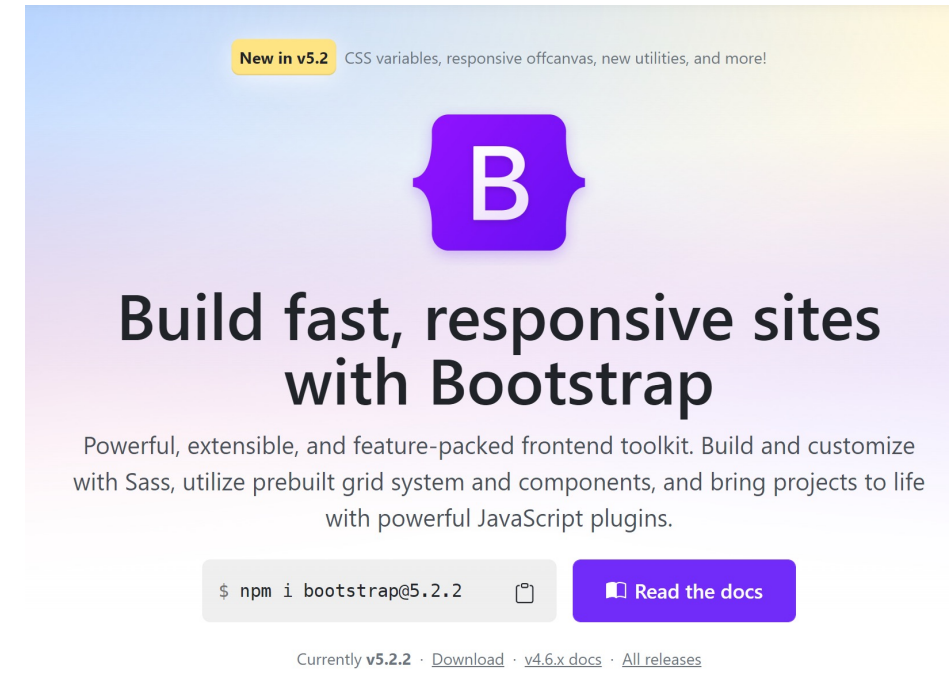 New in v5.2 CSS variables, responsive offcanvas, new utilities, and more!
B
Build fast, responsive sites
with Bootstrap
Powerful, extensible, and feature-packed frontend toolkit. Build and customize
with Sass, utilize prebuilt grid system and components, and bring projects to life
with powerful JavaScript plugins.
$ npm i bootstrap@5.2.2 Read the docs
Currently v5.2.2 · Download · v4.6.x docs · All releases